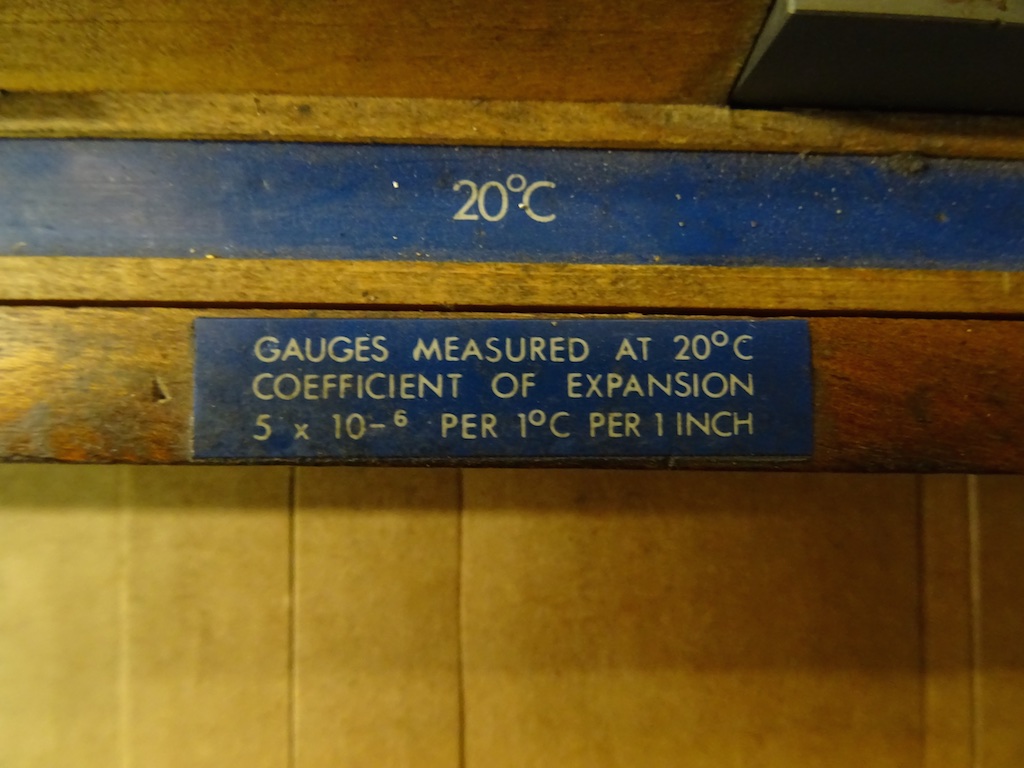 20°C
GAUGES MEASURED AT 20°C
COEFFICIENT OF EXPANSION
5 x 10-⁶ PER 1°C PER 1 INCH